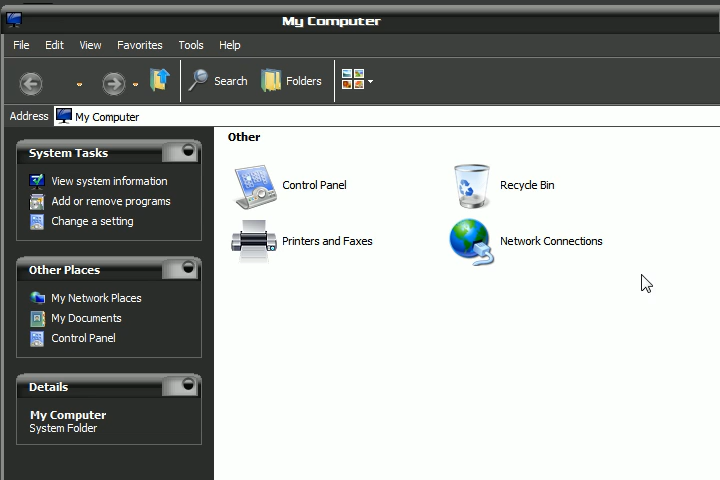 My Computer
File Edit View Favorites Tools Help
Search Folders
Address My Computer
System Tasks
View system information
Add or remove programs
Change a setting
Other Places
My Network Places
My Documents
Control Panel
Details
My Computer
System Folder
Other
Control Panel Recycle Bin
Printers and Faxes Network Connections